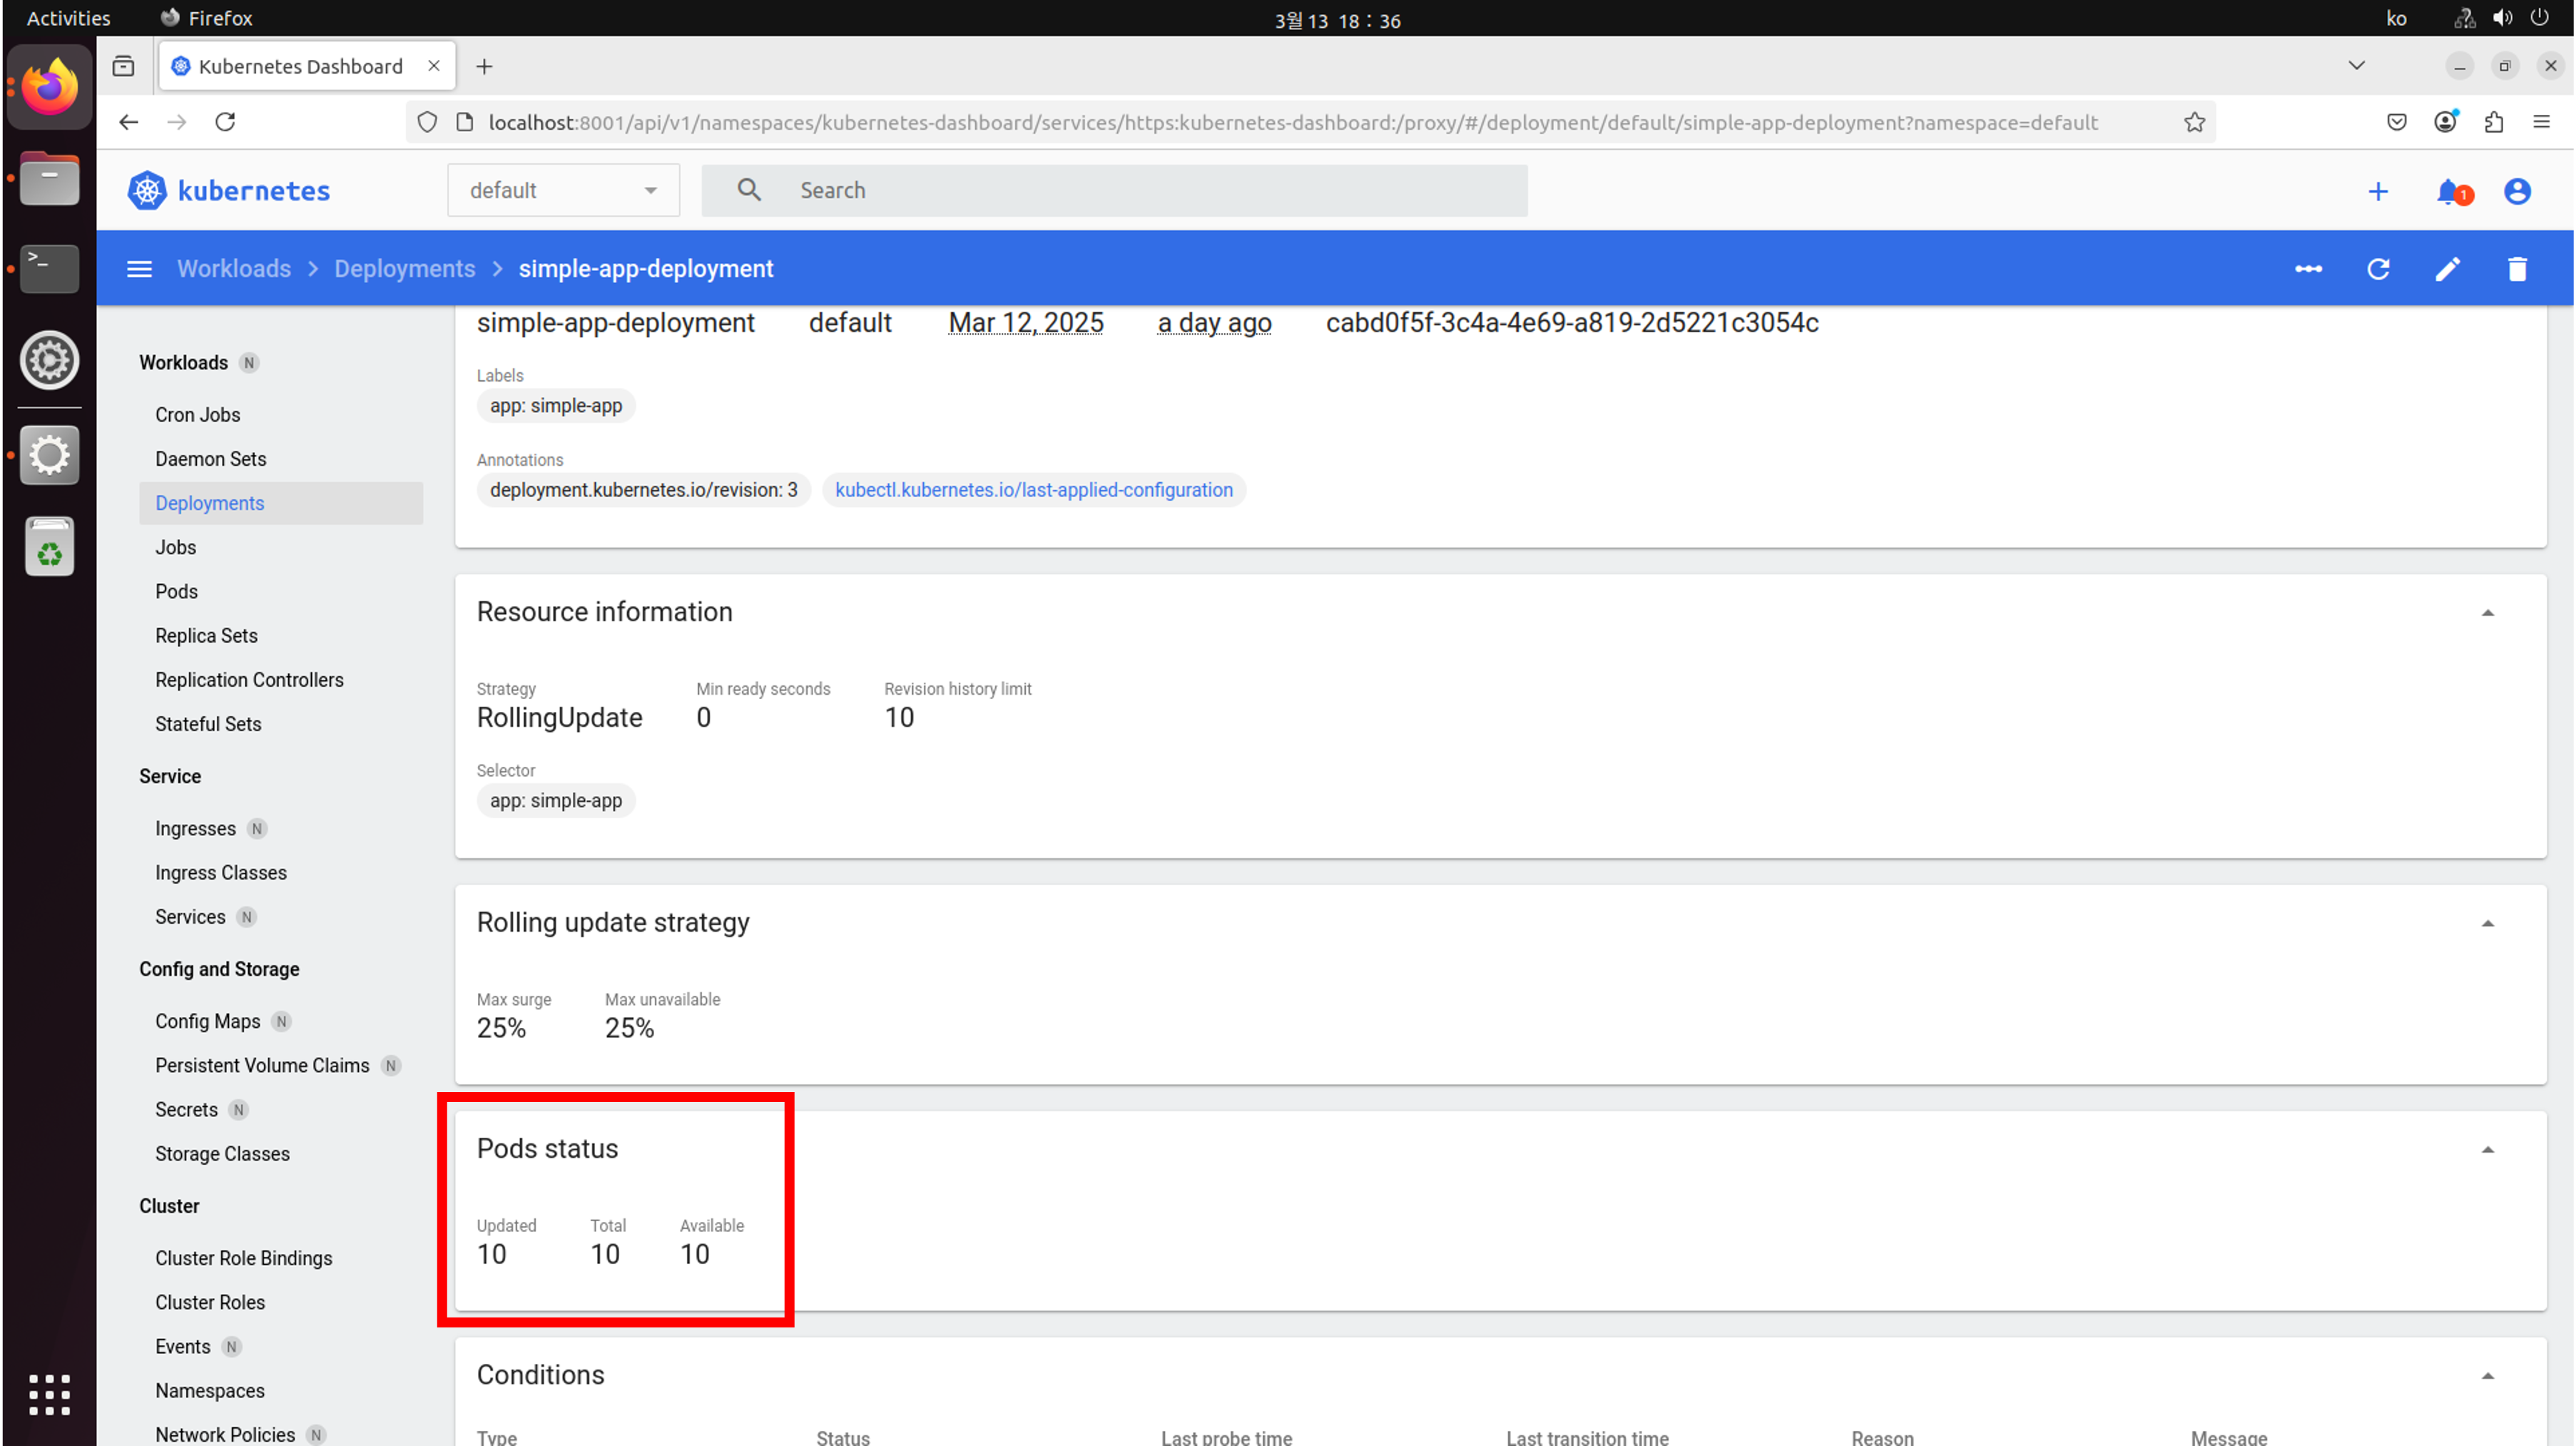 Activities Firefox 3월 13 18 : 36 ko
Kubernetes Dashboard
localhost:8001/api/v1/namespaces/kubernetes-dashboard/services/https:kubernetes-dashboard:/proxy/#/deployment/default/simple-app-deployment?namespace=default
kubernetes default Search 1
Workloads > Deployments > simple-app-deployment
simple-app-deployment default Mar 12, 2025 a day ago cabd0f5f-3c4a-4e69-a819-2d5221c3054c
Labels
app: simple-app
Annotations
deployment.kubernetes.io/revision: 3 kubectl.kubernetes.io/last-applied-configuration
Workloads N
Cron Jobs
Daemon Sets
Deployments
Jobs
Pods
Replica Sets
Replication Controllers
Stateful Sets
Service
Ingresses N
Ingress Classes
Services N
Config and Storage
Config Maps N
Persistent Volume Claims N
Secrets N
Storage Classes
Cluster
Cluster Role Bindings
Cluster Roles
Events N
Namespaces
Network Policies N
Resource information
Strategy Min ready seconds Revision history limit
RollingUpdate 0 10
Selector
app: simple-app
Rolling update strategy
Max surge Max unavailable
25% 25%
Pods status
Updated Total Available
10 10 10
Conditions
Type Status Last probe time Last transition time Reason Message